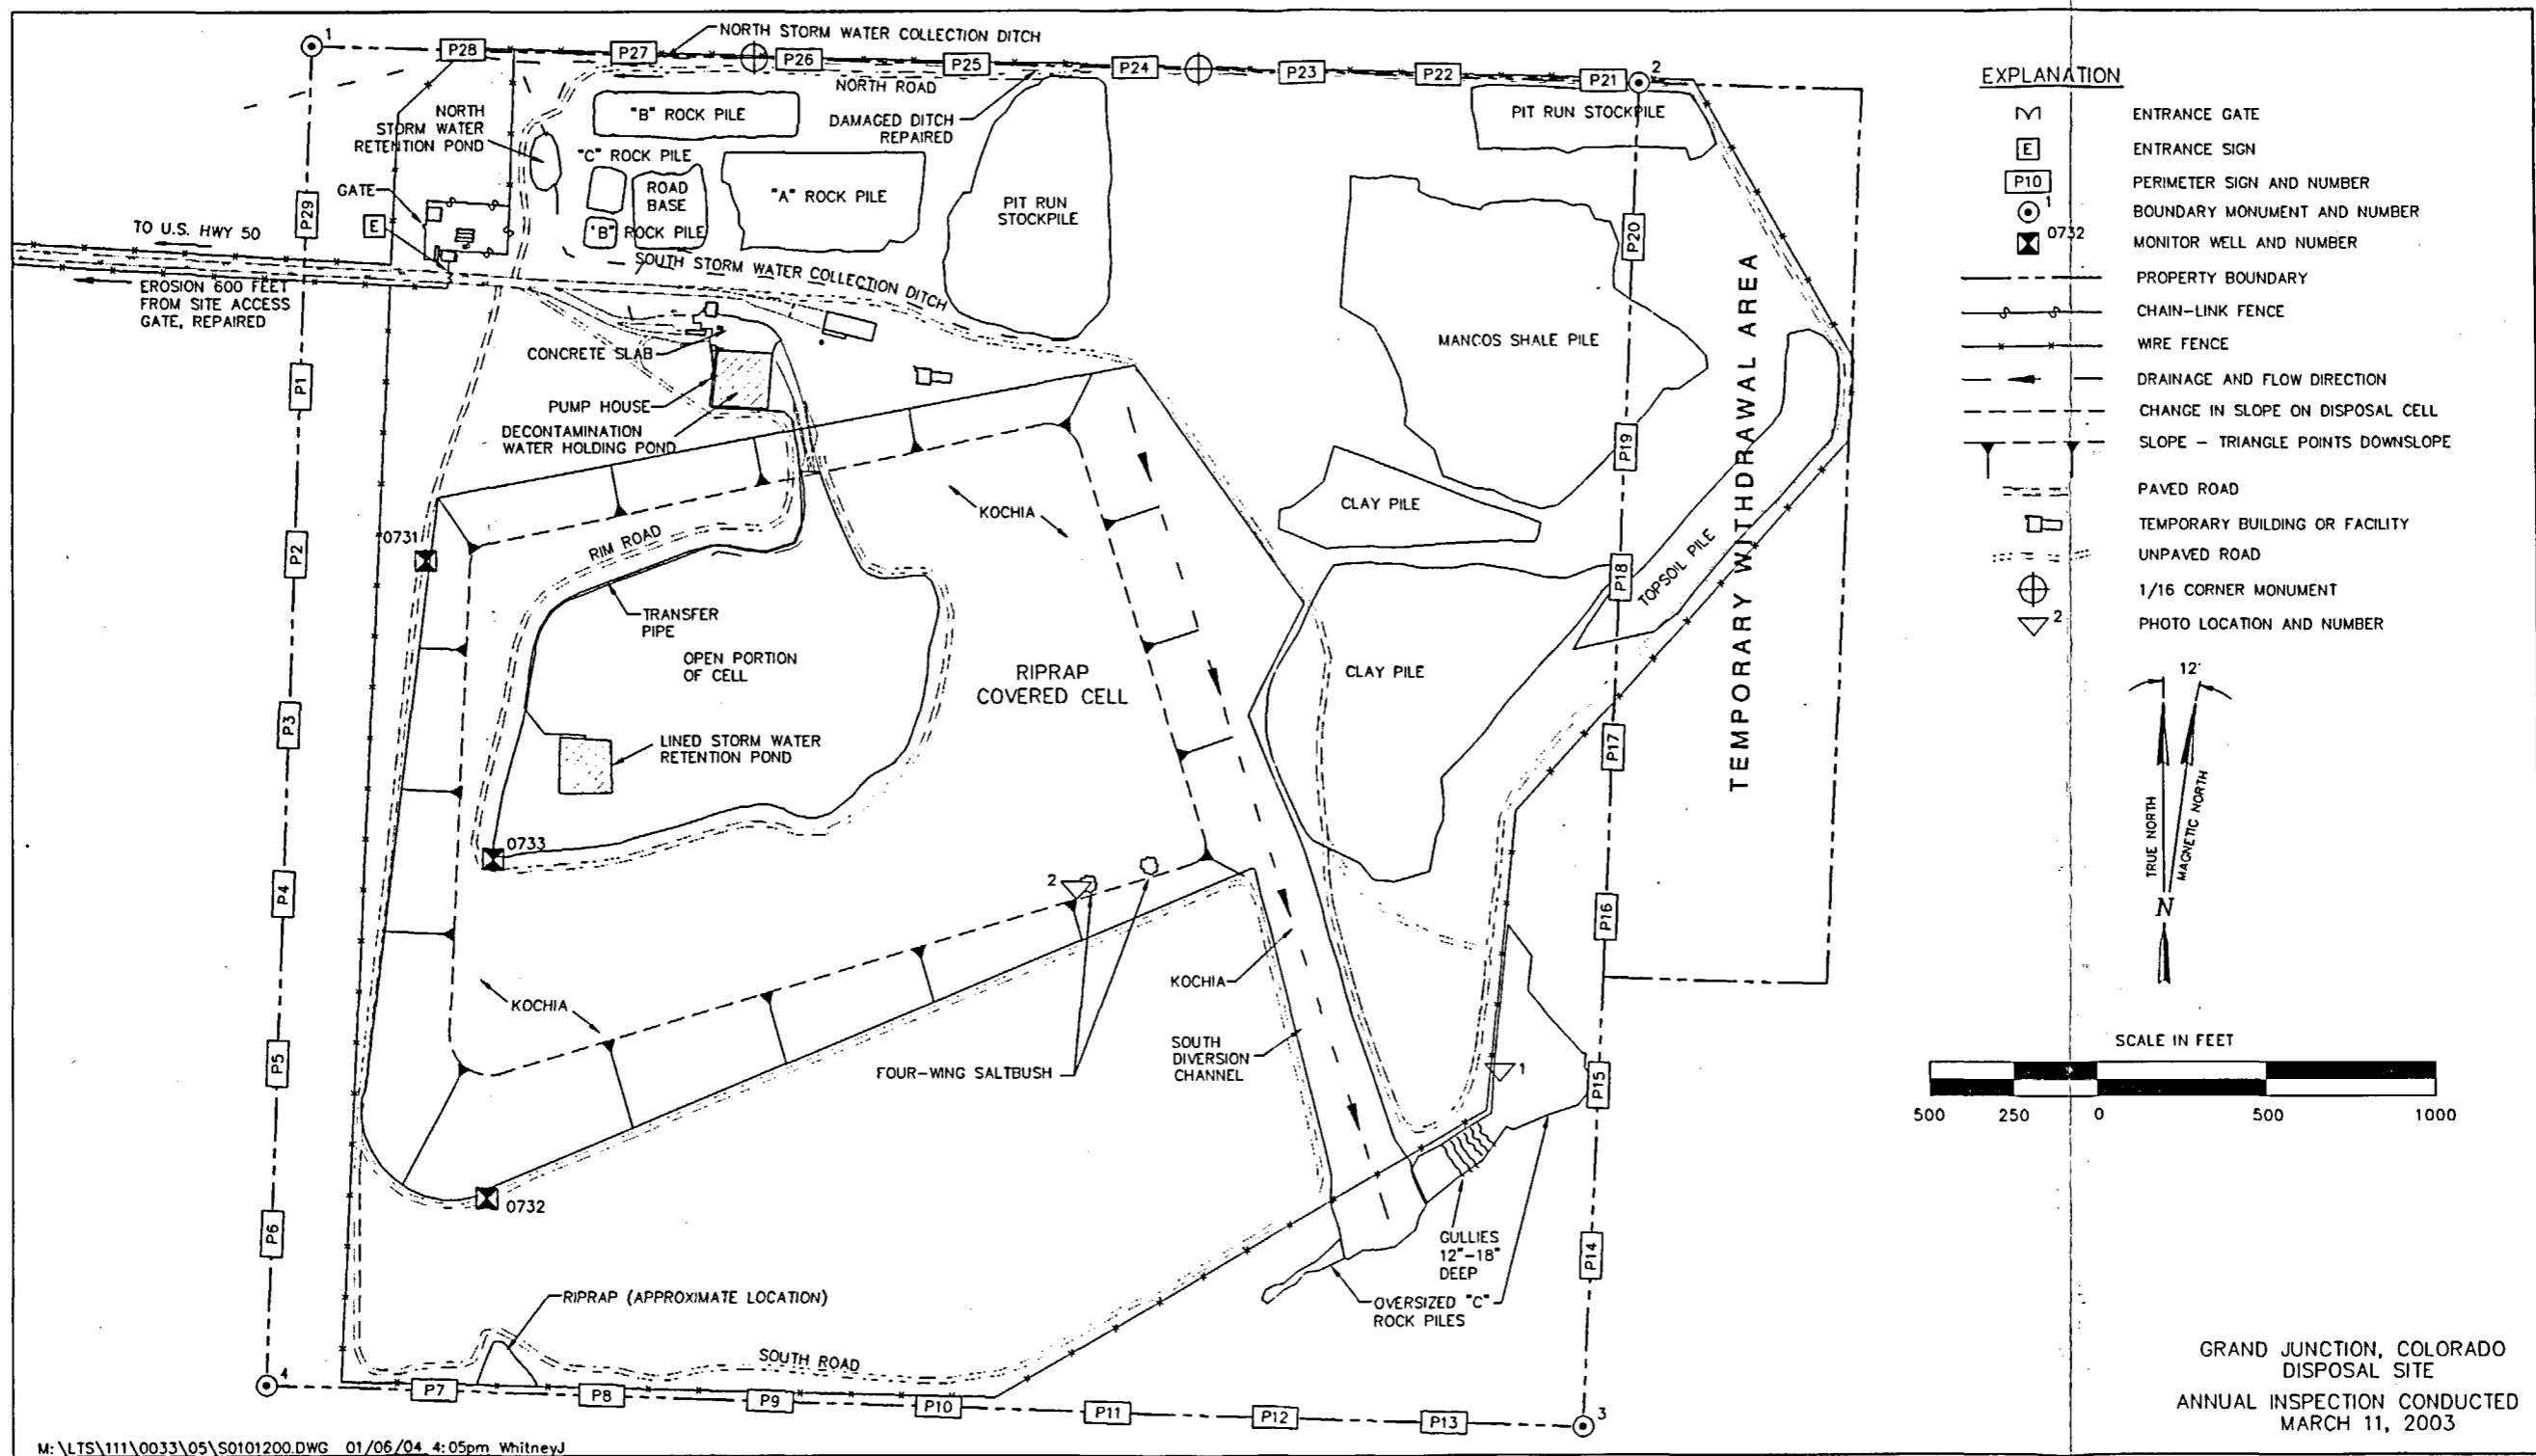 1
P28
P27
NORTH STORM WATER COLLECTION DITCH
P26
P25
P24
P23
P22
P21
2
NORTH ROAD
NORTH
STORM WATER
RETENTION POND
"B" ROCK PILE
DAMAGED DITCH
REPAIRED
PIT RUN STOCKPILE
"C" ROCK PILE
ROAD
BASE
"A" ROCK PILE
PIT RUN
STOCKPILE
"B" ROCK PILE
GATE
E
P29
TO U.S. HWY 50
P20
SOUTH STORM WATER COLLECTION DITCH
EROSION 600 FEET
FROM SITE ACCESS
GATE, REPAIRED
MANCOS SHALE PILE
CONCRETE SLAB
P1
PUMP HOUSE
DECONTAMINATION
WATER HOLDING POND
P19
TEMPORARY WITHDRAWAL AREA
CLAY PILE
KOCHIA
P2
0731
RIM ROAD
P18
TOPSOIL PILE
TRANSFER
PIPE
OPEN PORTION
OF CELL
RIPRAP
COVERED CELL
CLAY PILE
P3
P17
LINED STORM WATER
RETENTION POND
0733
2
P4
P16
KOCHIA
KOCHIA
SOUTH
DIVERSION
CHANNEL
FOUR-WING SALTBUSH
P5
1
P15
0732
P6
P14
GULLIES
12"-18"
DEEP
OVERSIZED "C"
ROCK PILES
RIPRAP (APPROXIMATE LOCATION)
SOUTH ROAD
4
P7
P8
P9
P10
P11
P12
P13
3
EXPLANATION
ENTRANCE GATE
E ENTRANCE SIGN
P10 PERIMETER SIGN AND NUMBER
1 BOUNDARY MONUMENT AND NUMBER
0732 MONITOR WELL AND NUMBER
PROPERTY BOUNDARY
CHAIN-LINK FENCE
WIRE FENCE
DRAINAGE AND FLOW DIRECTION
CHANGE IN SLOPE ON DISPOSAL CELL
SLOPE - TRIANGLE POINTS DOWNSLOPE
PAVED ROAD
TEMPORARY BUILDING OR FACILITY
UNPAVED ROAD
1/16 CORNER MONUMENT
2 PHOTO LOCATION AND NUMBER
12°
TRUE NORTH
MAGNETIC NORTH
N
SCALE IN FEET
500 250 0 500 1000
GRAND JUNCTION, COLORADO
DISPOSAL SITE
ANNUAL INSPECTION CONDUCTED
MARCH 11, 2003
M:\LTS\111\0033\05\S0101200.DWG 01/06/04 4:05pm WhitneyJ